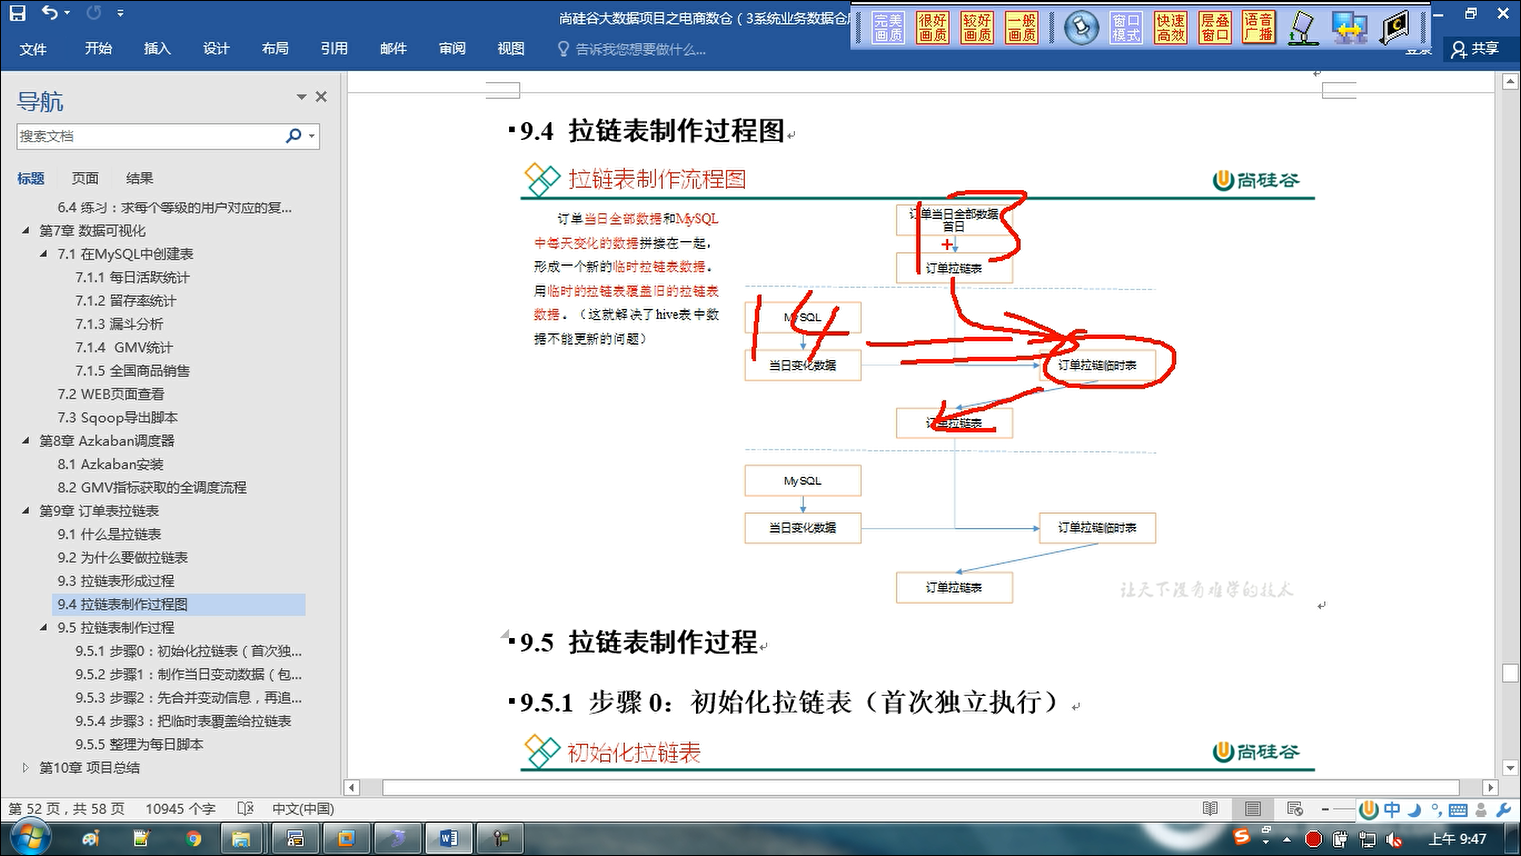 尚硅谷大数据项目之电商数仓（3系统业务数据仓
完美画质
很好画质
较好画质
一般画质
窗口模式
快速高效
层叠窗口
语音广播
文件 开始 插入 设计 布局 引用 邮件 审阅 视图 告诉我您想要做什么... 登录 共享
导航
搜索文档
标题 页面 结果
6.4 练习：求每个等级的用户对应的复...
第7章 数据可视化
7.1 在MySQL中创建表
7.1.1 每日活跃统计
7.1.2 留存率统计
7.1.3 漏斗分析
7.1.4 GMV统计
7.1.5 全国商品销售
7.2 WEB页面查看
7.3 Sqoop导出脚本
第8章 Azkaban调度器
8.1 Azkaban安装
8.2 GMV指标获取的全调度流程
第9章 订单表拉链表
9.1 什么是拉链表
9.2 为什么要做拉链表
9.3 拉链表形成过程
9.4 拉链表制作过程图
9.5 拉链表制作过程
9.5.1 步骤0：初始化拉链表（首次独...
9.5.2 步骤1：制作当日变动数据（包...
9.5.3 步骤2：先合并变动信息，再追...
9.5.4 步骤3：把临时表覆盖给拉链表
9.5.5 整理为每日脚本
第10章 项目总结
9.4 拉链表制作过程图
拉链表制作流程图
尚硅谷
订单当日全部数据和MySQL
中每天变化的数据拼接在一起，
形成一个新的临时拉链表数据。
用临时的拉链表覆盖旧的拉链表
数据。（这就解决了hive表中数
据不能更新的问题）
订单当日全部数据
首日
13
订单拉链表
MySQL
14
当日变化数据
订单拉链临时表
订单拉链表
MySQL
当日变化数据
订单拉链临时表
订单拉链表
让天下没有难学的技术
9.5 拉链表制作过程
9.5.1 步骤 0：初始化拉链表（首次独立执行）
初始化拉链表
尚硅谷
第 52 页，共 58 页 10945 个字 中文(中国)
中
上午 9:47